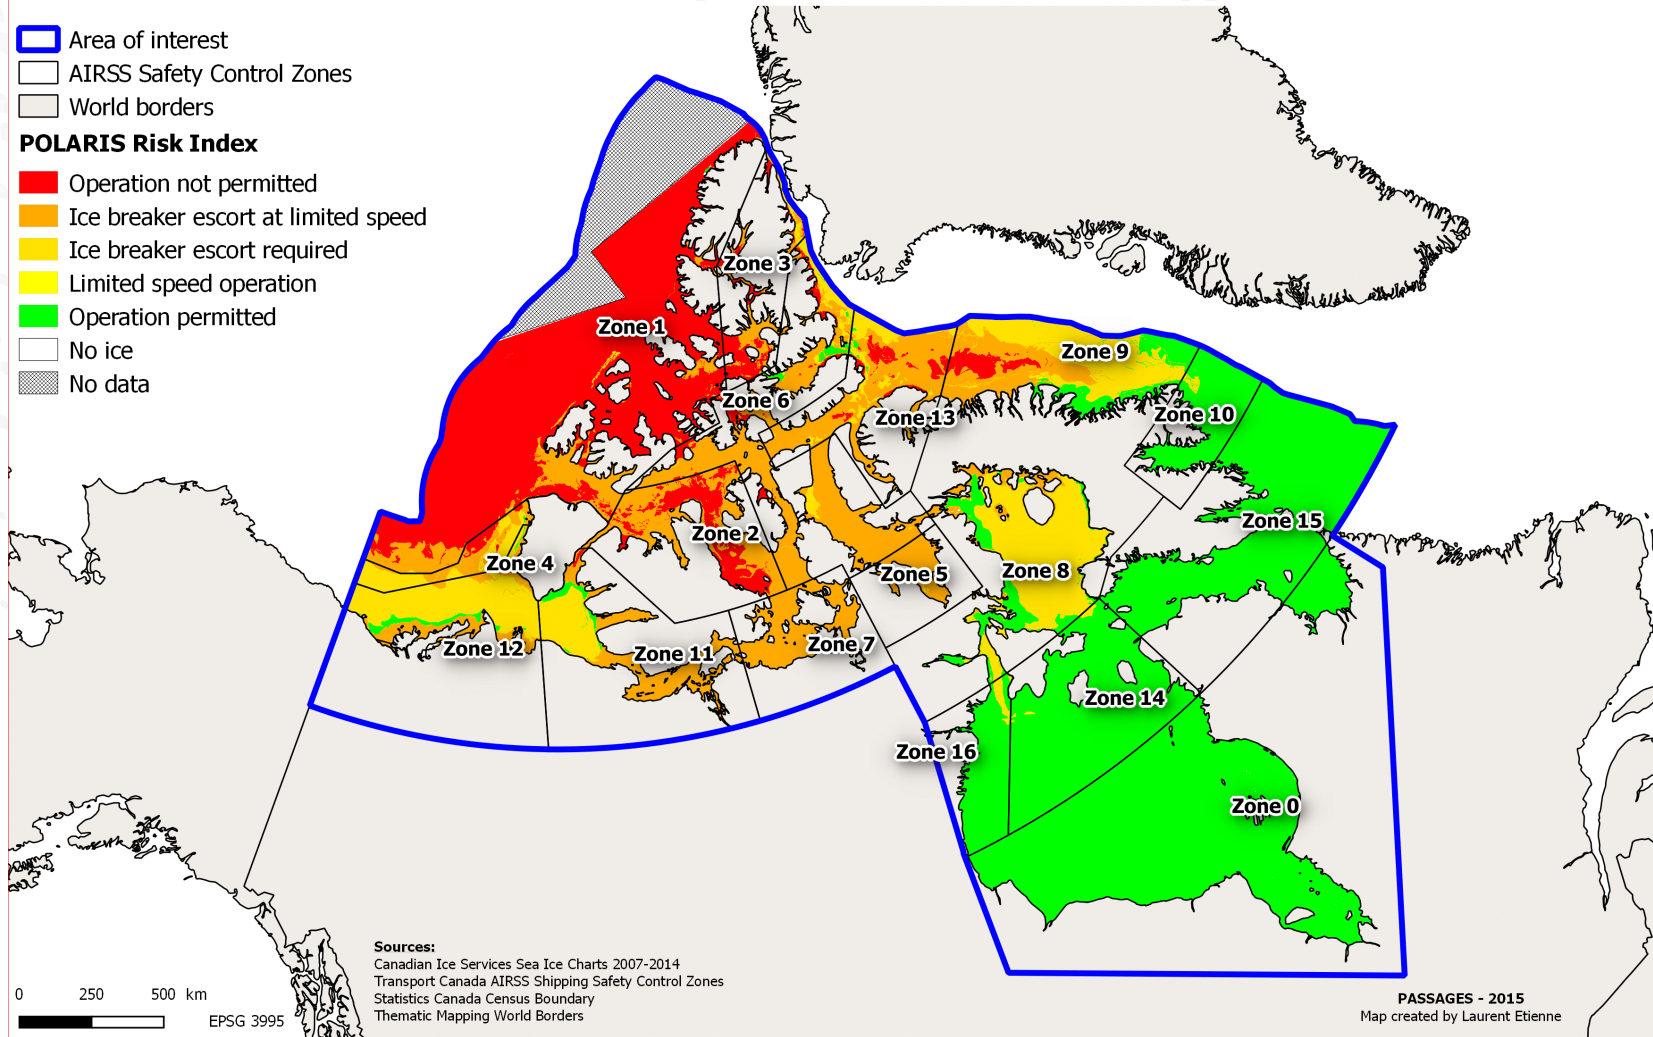 Area of interest
AIRSS Safety Control Zones
World borders
POLARIS Risk Index
Operation not permitted
Ice breaker escort at limited speed
Ice breaker escort required
Limited speed operation
Operation permitted
No ice
No data
Zone 3
Zone 1
Zone 9
Zone 6
Zone 13
Zone 10
Zone 2
Zone 15
Zone 4
Zone 5
Zone 8
Zone 12
Zone 11
Zone 7
Zone 14
Zone 16
Zone 0
Sources:
Canadian Ice Services Sea Ice Charts 2007-2014
Transport Canada AIRSS Shipping Safety Control Zones
Statistics Canada Census Boundary
Thematic Mapping World Borders
0 250 500 km
EPSG 3995
PASSAGES - 2015
Map created by Laurent Etienne